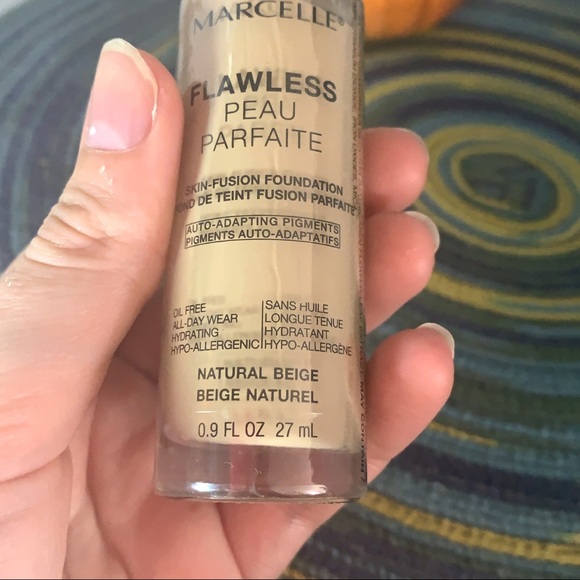 MARCELLE®
FLAWLESS
PEAU
PARFAITE
SKIN-FUSION FOUNDATION
FOND DE TEINT FUSION PARFAITE
AUTO-ADAPTING PIGMENTS
PIGMENTS AUTO-ADAPTATIFS
OIL FREE
ALL-DAY WEAR
HYDRATING
HYPO-ALLERGENIC
SANS HUILE
LONGUE TENUE
HYDRATANT
HYPO-ALLERGÈNE
NATURAL BEIGE
BEIGE NATUREL
0.9 FL OZ 27 mL
MAY CONTAIN